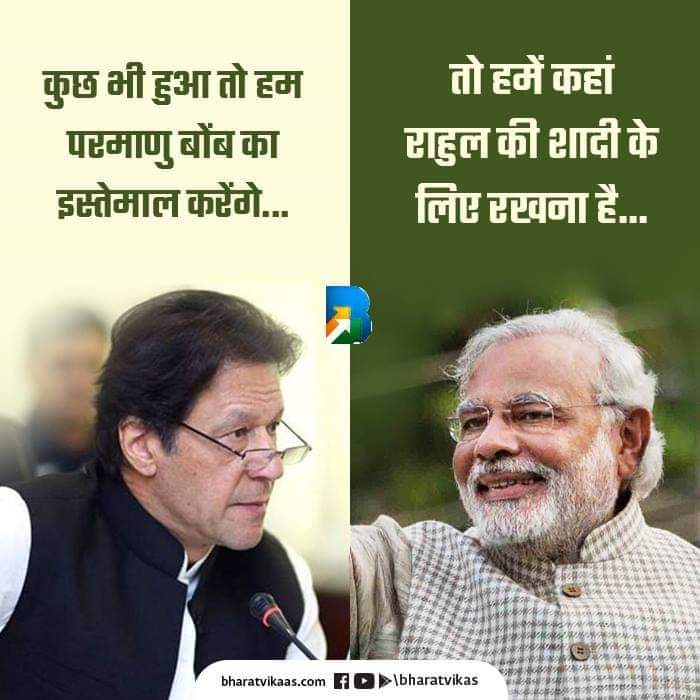 कुछ भी हुआ तो हम
परमाणु बोंब का
इस्तेमाल करेंगे...
तो हमें कहां
राहुल की शादी के
लिए रखना है...
bharatvikaas.com \bharatvikas